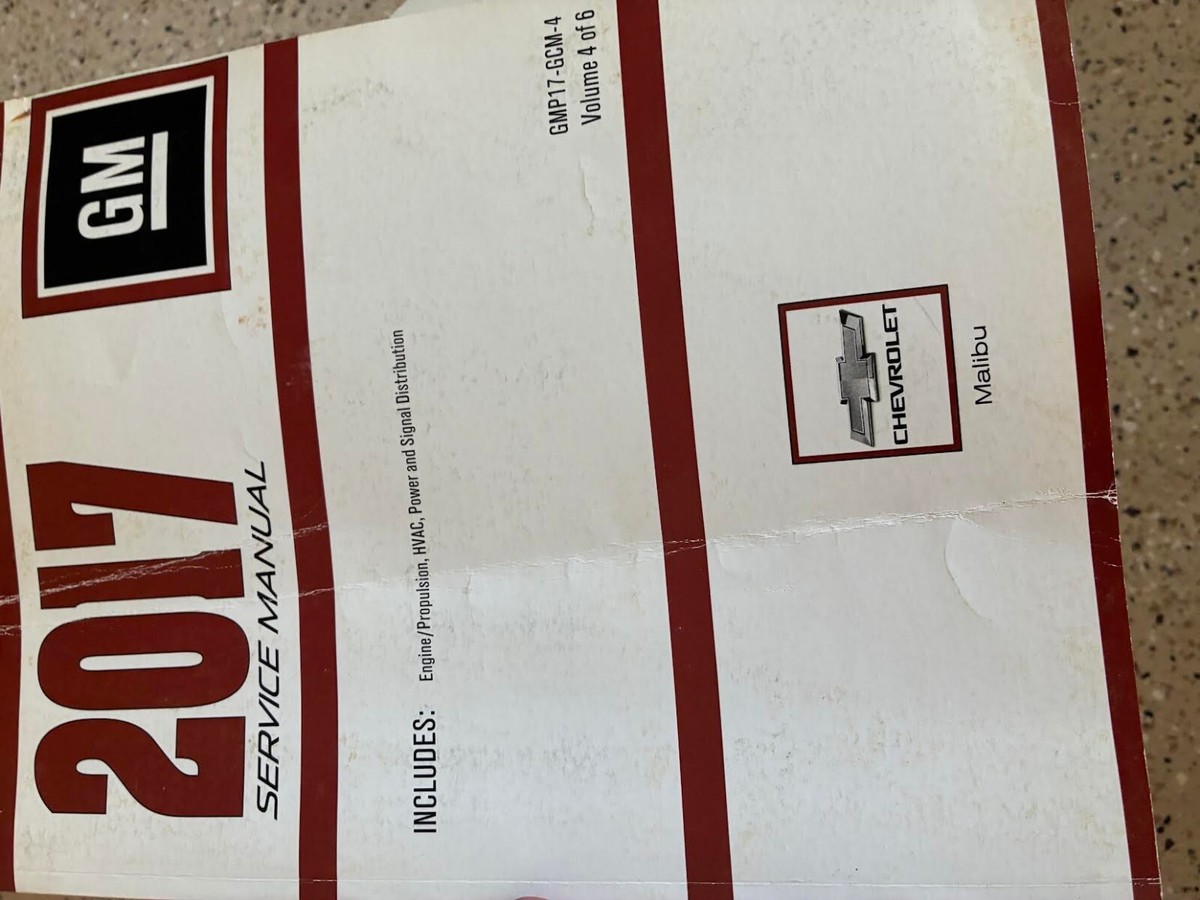 GM
2017
SERVICE MANUAL
GMP17-GCM-4
Volume 4 of 6
INCLUDES: Engine/Propulsion, HVAC, Power and Signal Distribution
CHEVROLET
Malibu